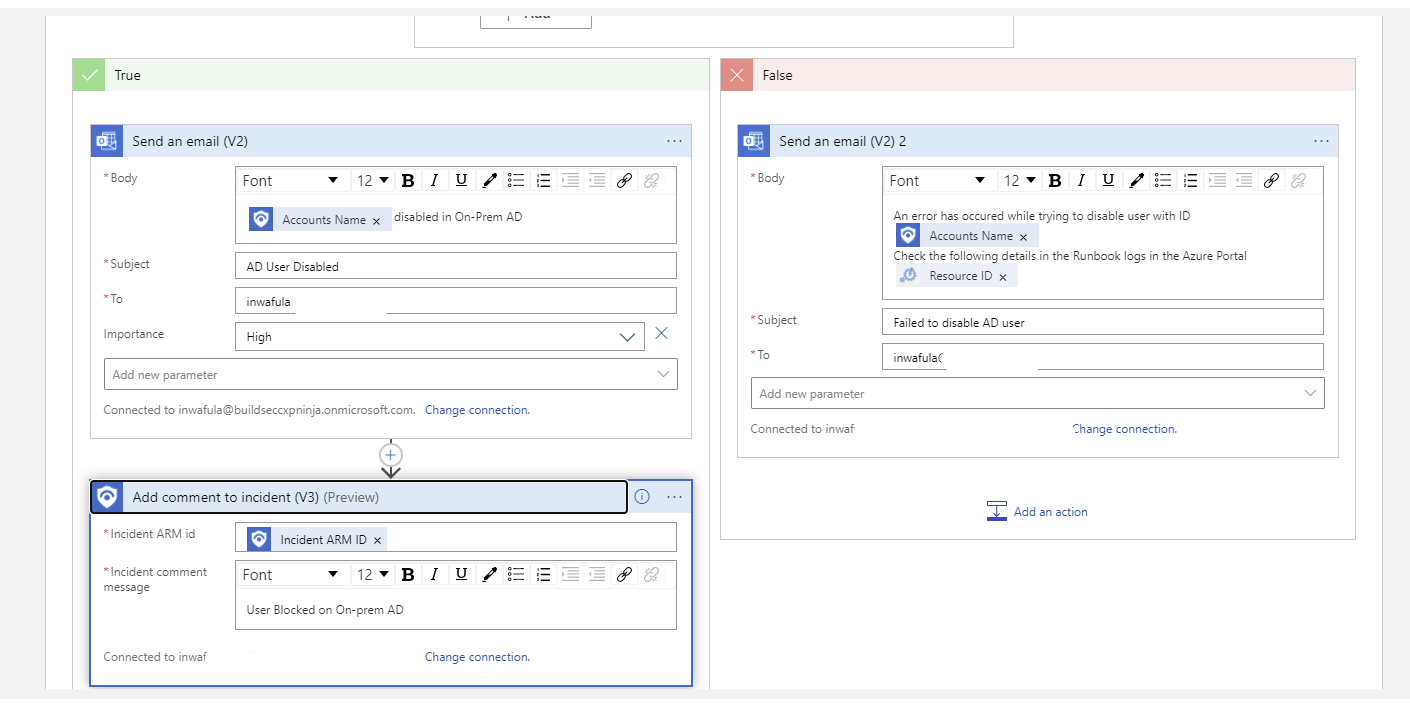 Add
True
Send an email (V2)
...
* Body
Font
12
B
I
U
Accounts Name ×
disabled in On-Prem AD
* Subject
AD User Disabled
* To
inwafula
Importance
High
Add new parameter
Connected to inwafula@buildseccxpninja.onmicrosoft.com. Change connection.
Add comment to incident (V3) (Preview)
...
* Incident ARM id
Incident ARM ID ×
* Incident comment
message
Font
12
B
I
U
User Blocked on On-prem AD
Connected to inwaf
Change connection.
False
Send an email (V2) 2
...
* Body
Font
12
B
I
U
An error has occured while trying to disable user with ID
Accounts Name ×
Check the following details in the Runbook logs in the Azure Portal
Resource ID ×
* Subject
Failed to disable AD user
* To
inwafula(
Add new parameter
Connected to inwaf
Change connection.
Add an action